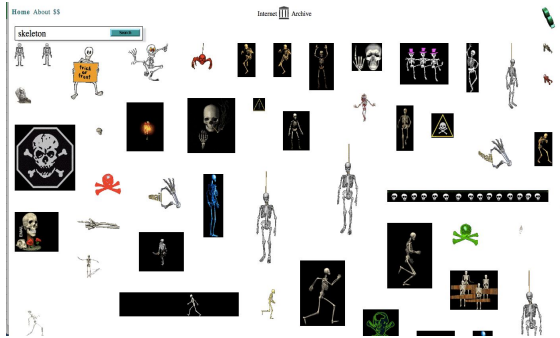 Home About $$
Internet Archive
skeleton
Search
trick
or
treat